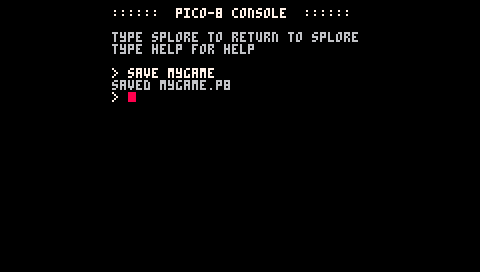 :::::: PICO-8 CONSOLE ::::::
TYPE SPLORE TO RETURN TO SPLORE
TYPE HELP FOR HELP
> SAVE MYGAME
SAVED MYGAME.P8
>